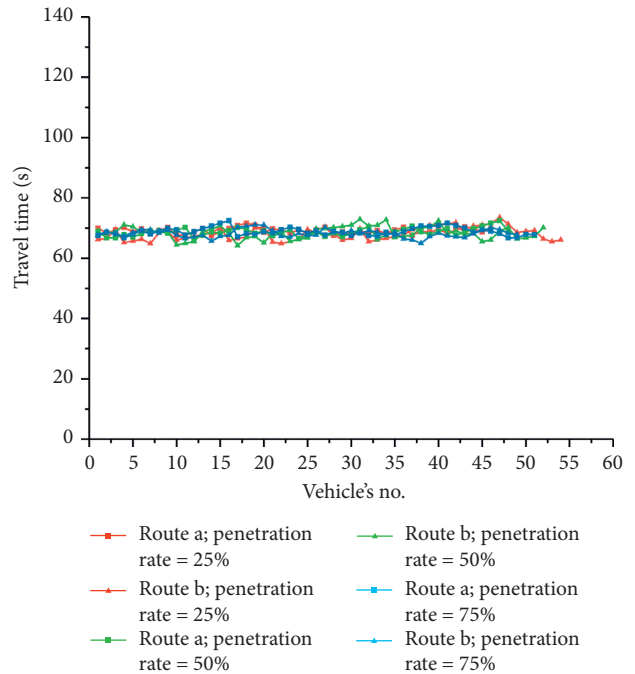 140
120
100
80
60
40
20
0
Travel time (s)
0 5 10 15 20 25 30 35 40 45 50 55 60
Vehicle's no.
Route a; penetration
rate = 25%
Route b; penetration
rate = 25%
Route a; penetration
rate = 50%
Route b; penetration
rate = 50%
Route a; penetration
rate = 75%
Route b; penetration
rate = 75%